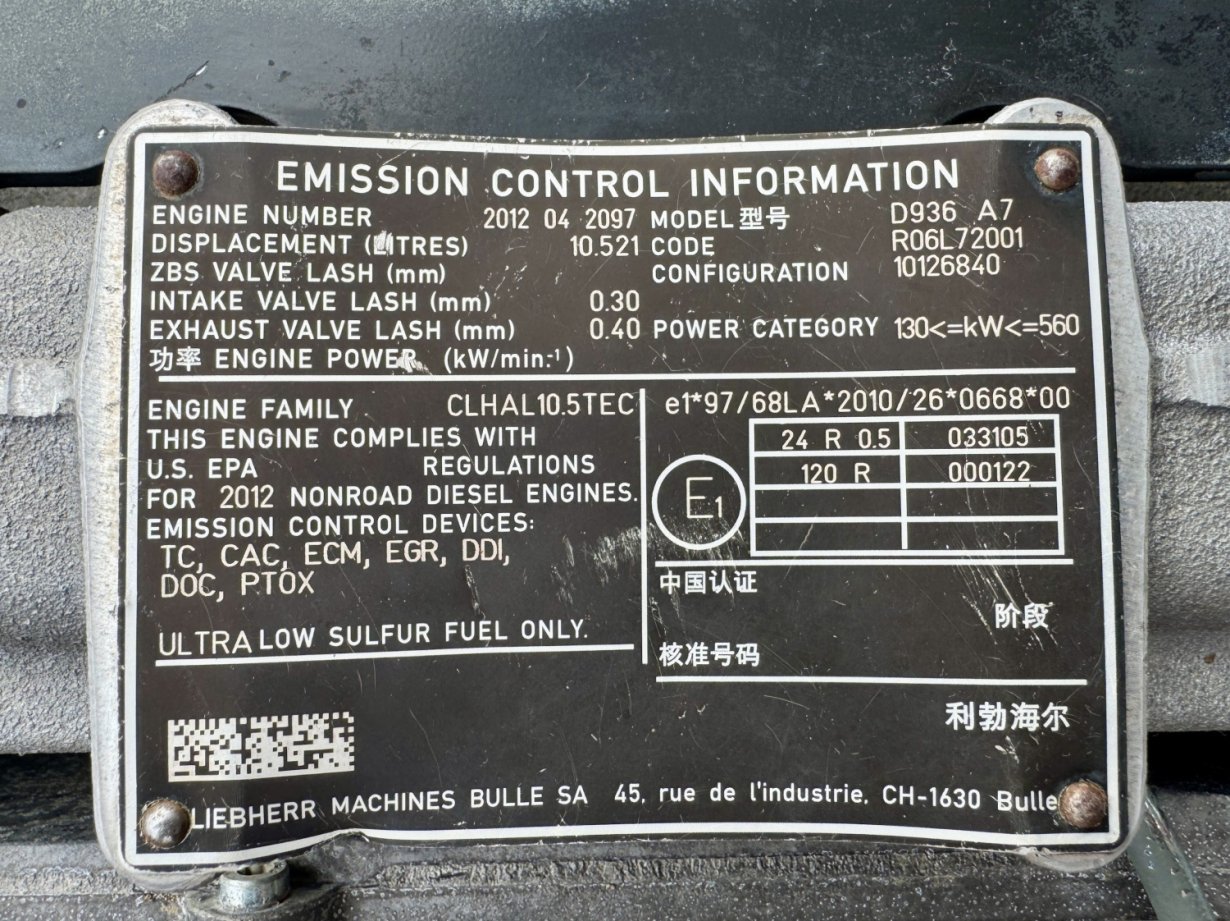 EMISSION CONTROL INFORMATION
ENGINE NUMBER 2012 04 2097 MODEL 型号 D936 A7
DISPLACEMENT (LITRES) 10.521 CODE R06L72001
ZBS VALVE LASH (mm) CONFIGURATION 10126840
INTAKE VALVE LASH (mm) 0.30
EXHAUST VALVE LASH (mm) 0.40 POWER CATEGORY 130<=kW<=560
功率 ENGINE POWER (kW/min.-¹)
ENGINE FAMILY CLHAL10.5TEC
THIS ENGINE COMPLIES WITH
U.S. EPA REGULATIONS
FOR 2012 NONROAD DIESEL ENGINES.
EMISSION CONTROL DEVICES:
TC, CAC, ECM, EGR, DDI,
DOC, PTOX
ULTRA LOW SULFUR FUEL ONLY.
e1*97/68LA*2010/26*0668*00
24 R 0.5 033105
120 R 000122
E1
中国认证
阶段
核准号码
利勃海尔
LIEBHERR MACHINES BULLE SA 45, rue de l'industrie, CH-1630 Bulle